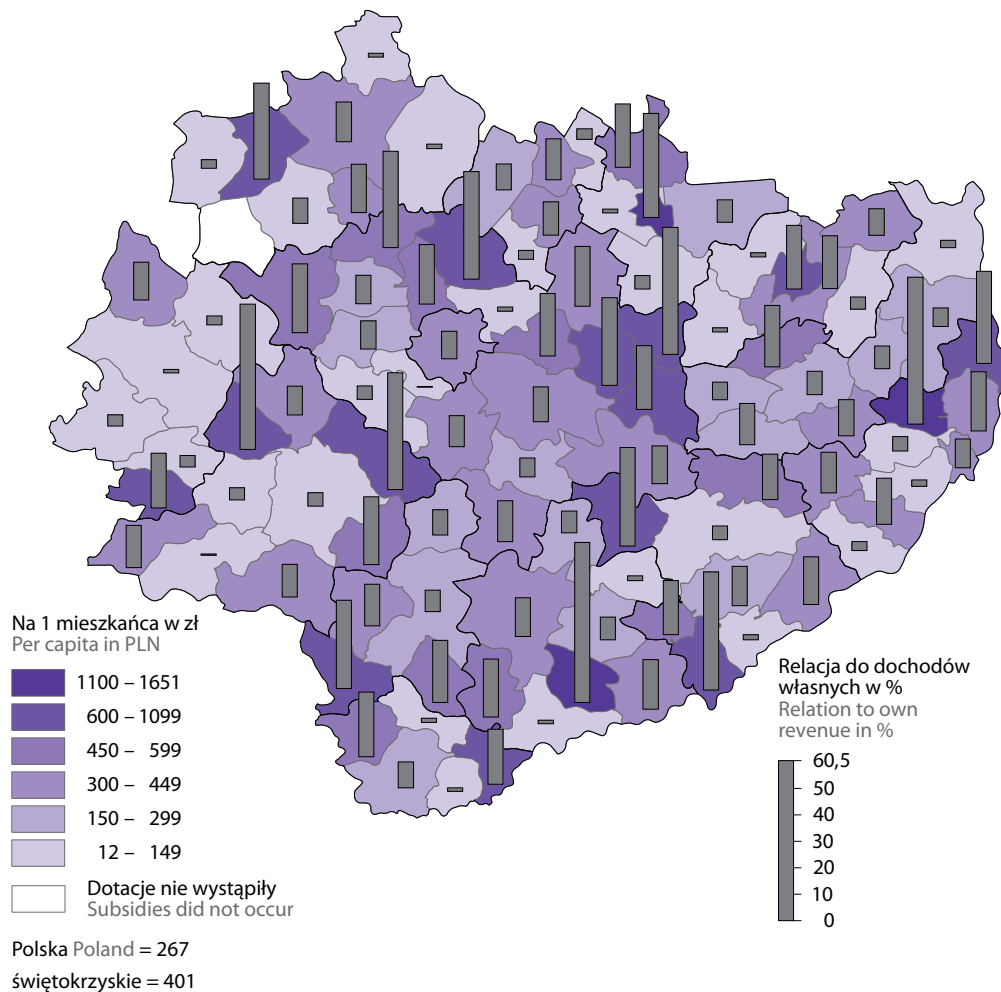 Na 1 mieszkańca w zł
Per capita in PLN
1100 – 1651
600 – 1099
450 – 599
300 – 449
150 – 299
12 – 149
Dotacje nie wystąpiły
Subsidies did not occur
Polska Poland = 267
świętokrzyskie = 401
Relacja do dochodów
własnych w %
Relation to own
revenue in %
60,5
50
40
30
20
10
0